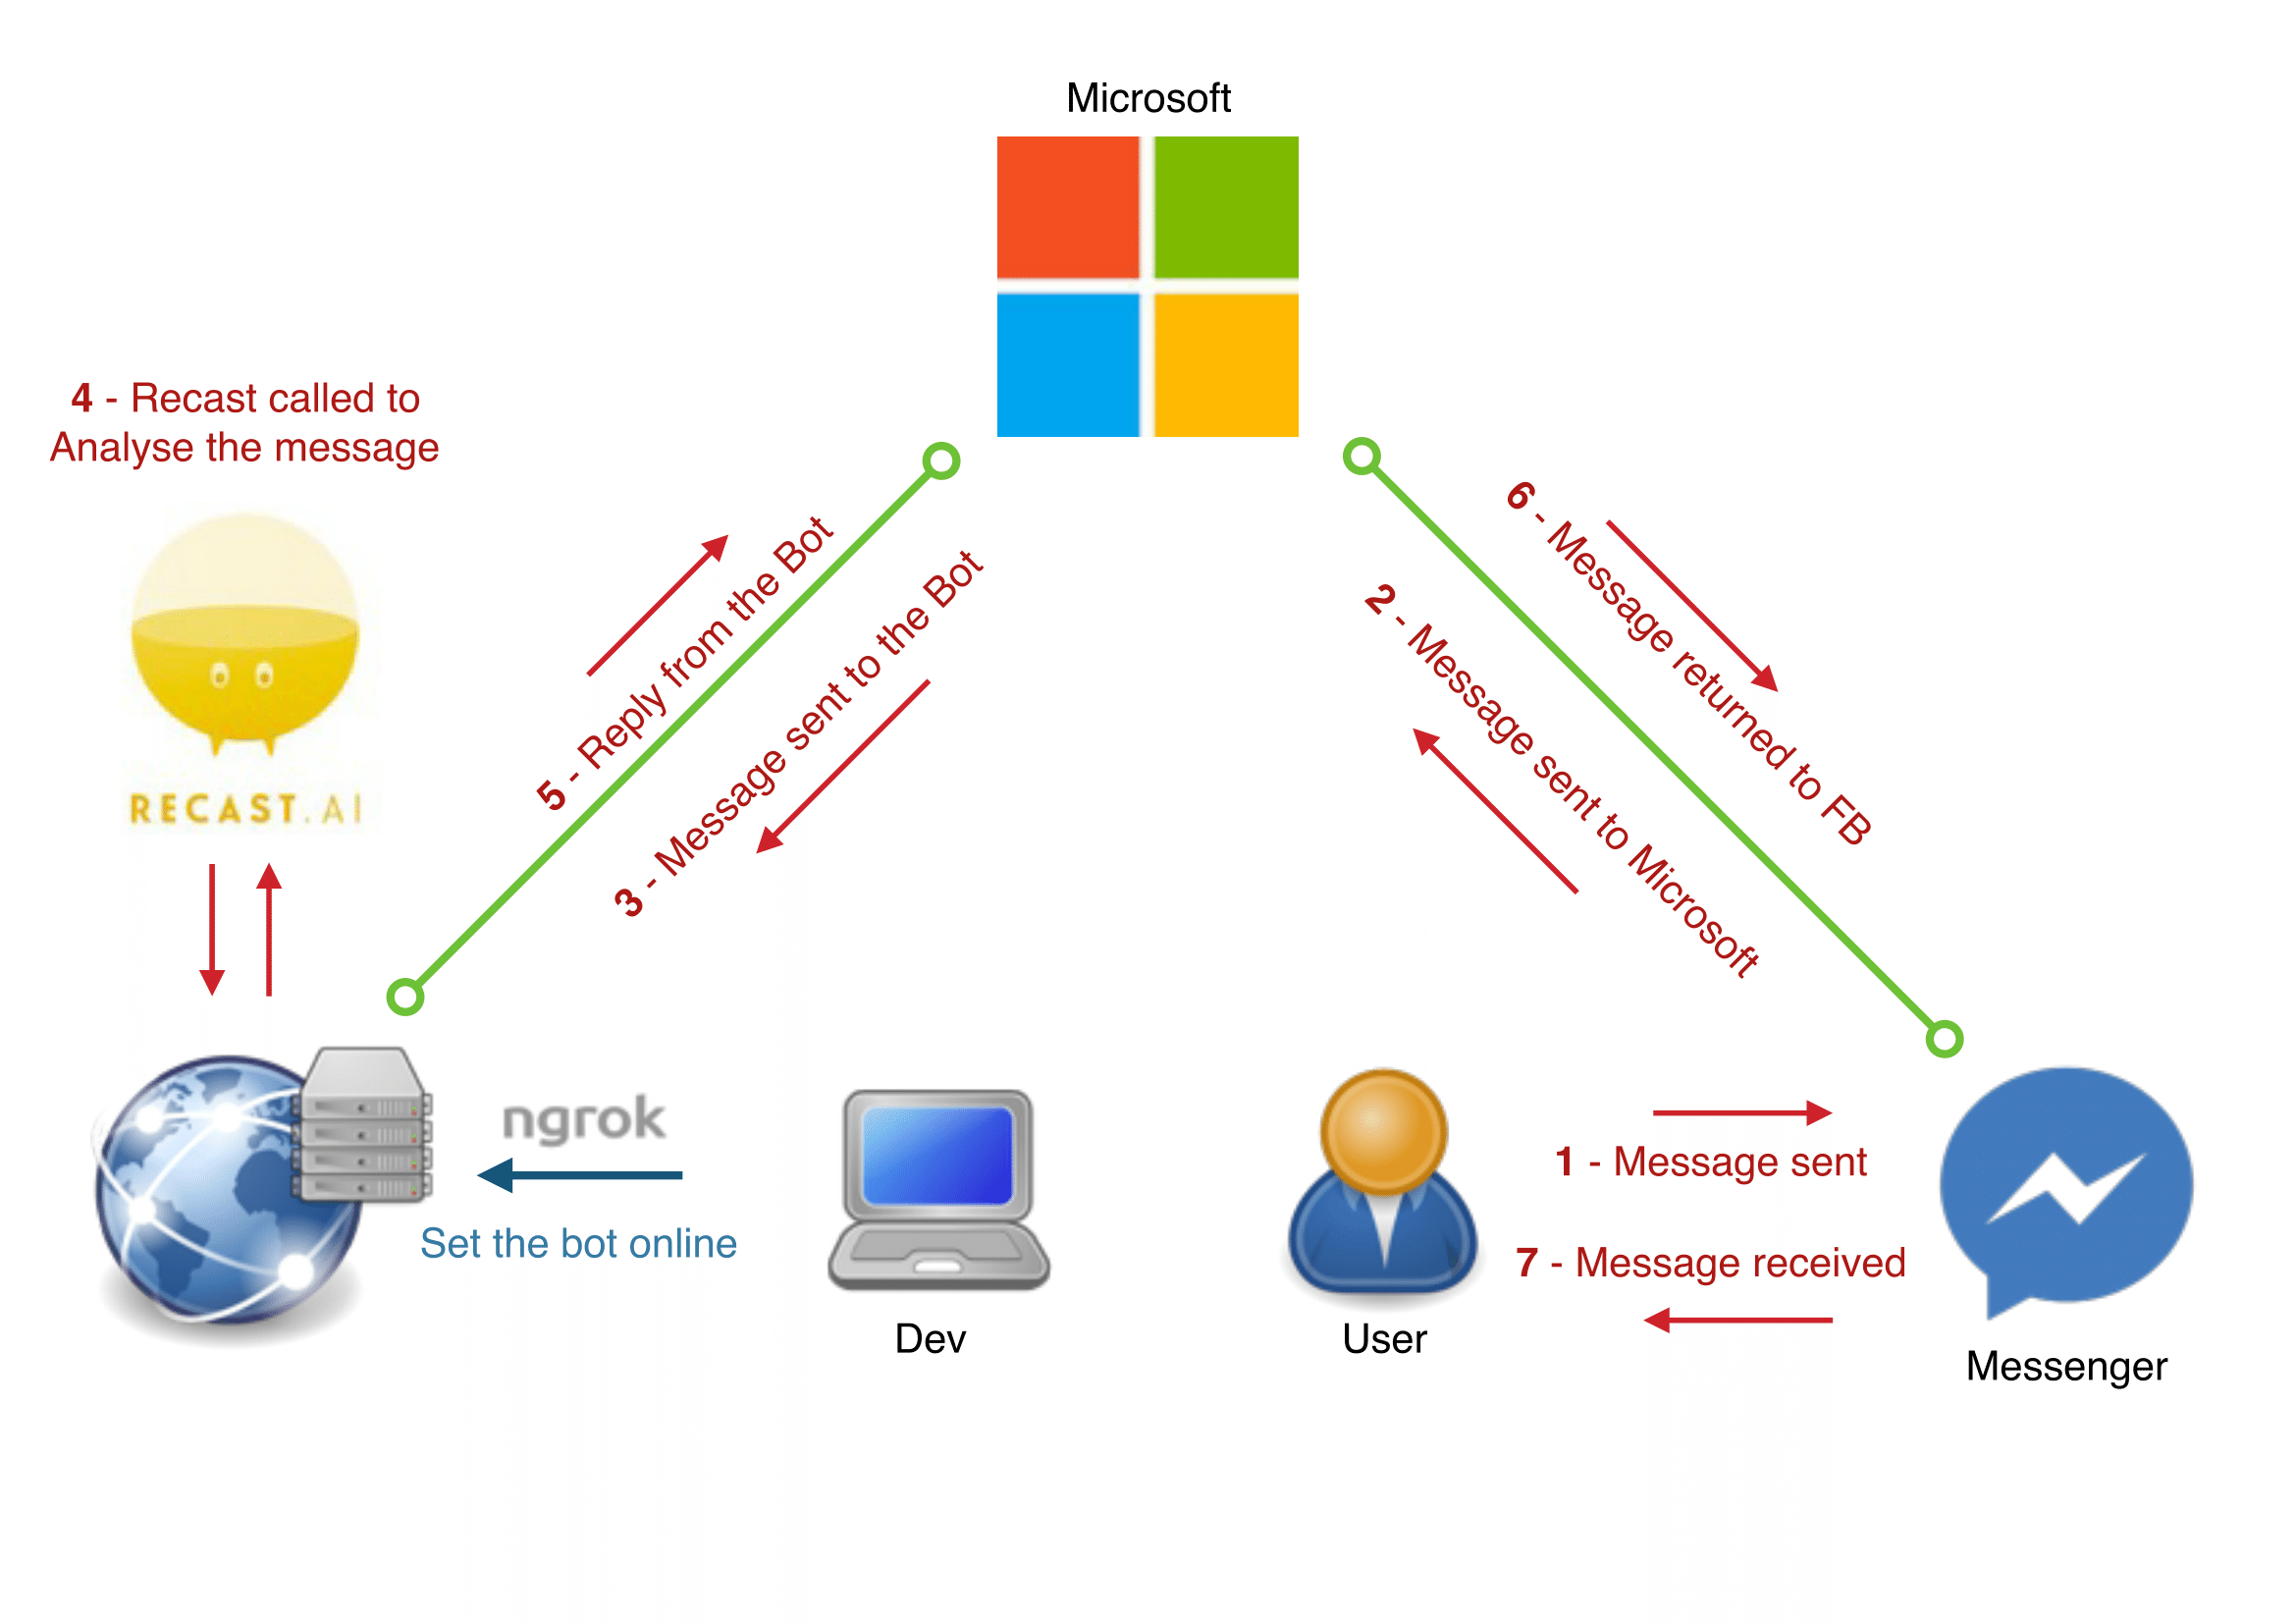 Microsoft
4 - Recast called to
Analyse the message
RECAST.AI
5 - Reply from the Bot
3 - Message sent to the Bot
6 - Message returned to FB
2 - Message sent to Microsoft
ngrok
Set the bot online
Dev
User
1 - Message sent
7 - Message received
Messenger